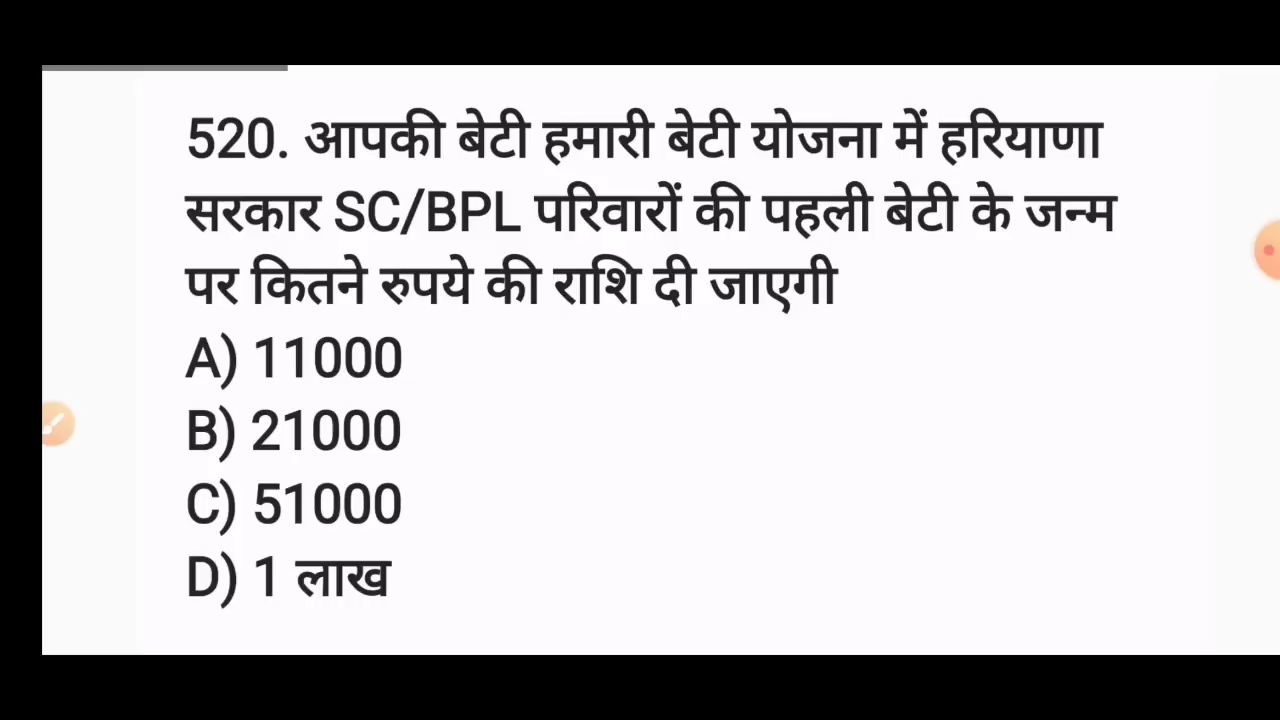 520. आपकी बेटी हमारी बेटी योजना में हरियाणा
सरकार SC/BPL परिवारों की पहली बेटी के जन्म
पर कितने रुपये की राशि दी जाएगी
A) 11000
B) 21000
C) 51000
D) 1 लाख